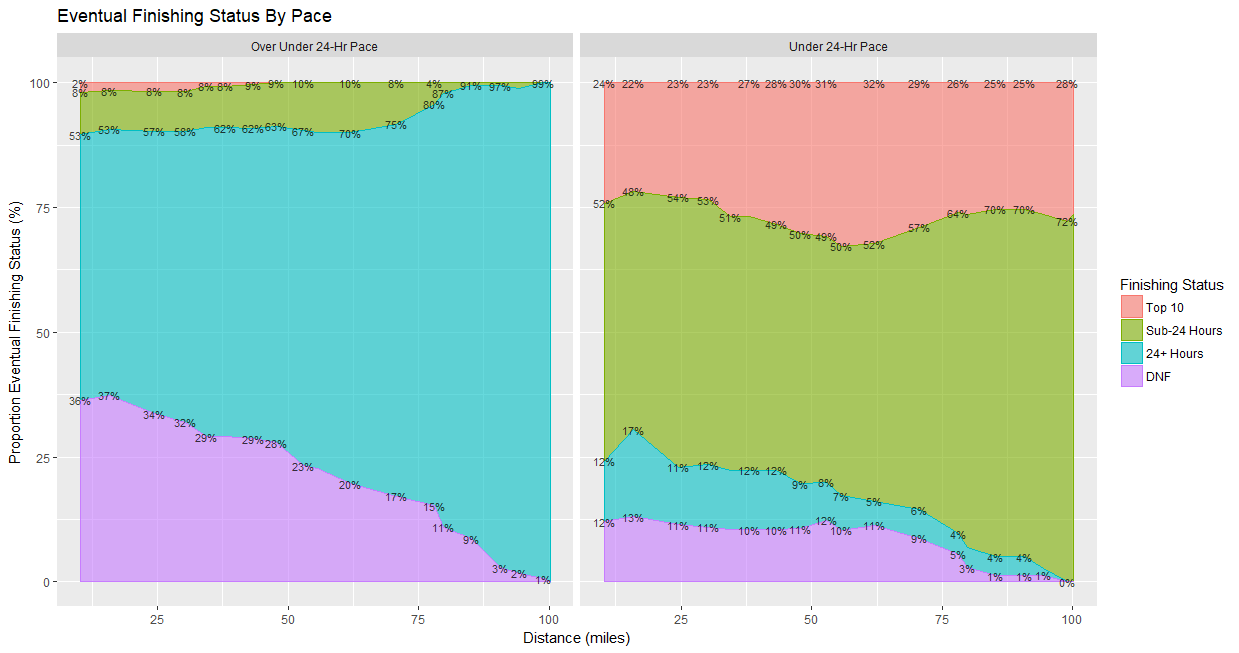 Eventual Finishing Status By Pace
Over Under 24-Hr Pace
Under 24-Hr Pace
Proportion Eventual Finishing Status (%)
100
75
50
25
0
2% 9% 10% 10% 8% 4% 91% 97% 99%
8% 8% 8% 8% 8% 8% 9% 87%
80%
53% 53% 57% 58% 62% 62% 63% 67% 70% 75%
36% 37% 34% 32% 29% 29% 28% 23% 20% 17% 15% 11% 9% 3% 2% 1%
24% 22% 23% 23% 27% 28% 30% 31% 32% 29% 26% 25% 25% 28%
52% 48% 54% 53% 51% 49% 50% 49% 50% 52% 57% 64% 70% 70% 72%
12% 17% 11% 12% 12% 12% 9% 8% 7% 5% 6% 4% 4% 4%
12% 13% 11% 11% 10% 10% 11% 12% 10% 11% 9% 5% 3% 1% 1% 1% 0%
25 50 75 100
25 50 75 100
Distance (miles)
Finishing Status
Top 10
Sub-24 Hours
24+ Hours
DNF